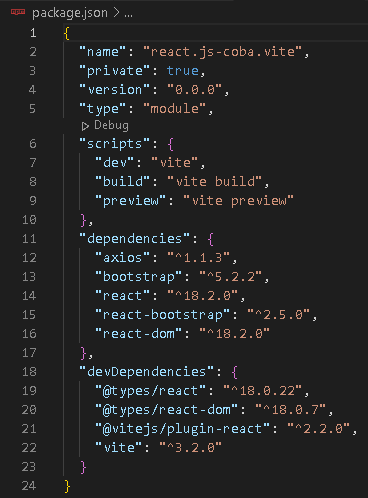 package.json > ...
1 {
2 "name": "react.js-coba.vite",
3 "private": true,
4 "version": "0.0.0",
5 "type": "module",
Debug
6 "scripts": {
7 "dev": "vite",
8 "build": "vite build",
9 "preview": "vite preview"
10 },
11 "dependencies": {
12 "axios": "^1.1.3",
13 "bootstrap": "^5.2.2",
14 "react": "^18.2.0",
15 "react-bootstrap": "^2.5.0",
16 "react-dom": "^18.2.0"
17 },
18 "devDependencies": {
19 "@types/react": "^18.0.22",
20 "@types/react-dom": "^18.0.7",
21 "@vitejs/plugin-react": "^2.2.0",
22 "vite": "^3.2.0"
23 }
24 }